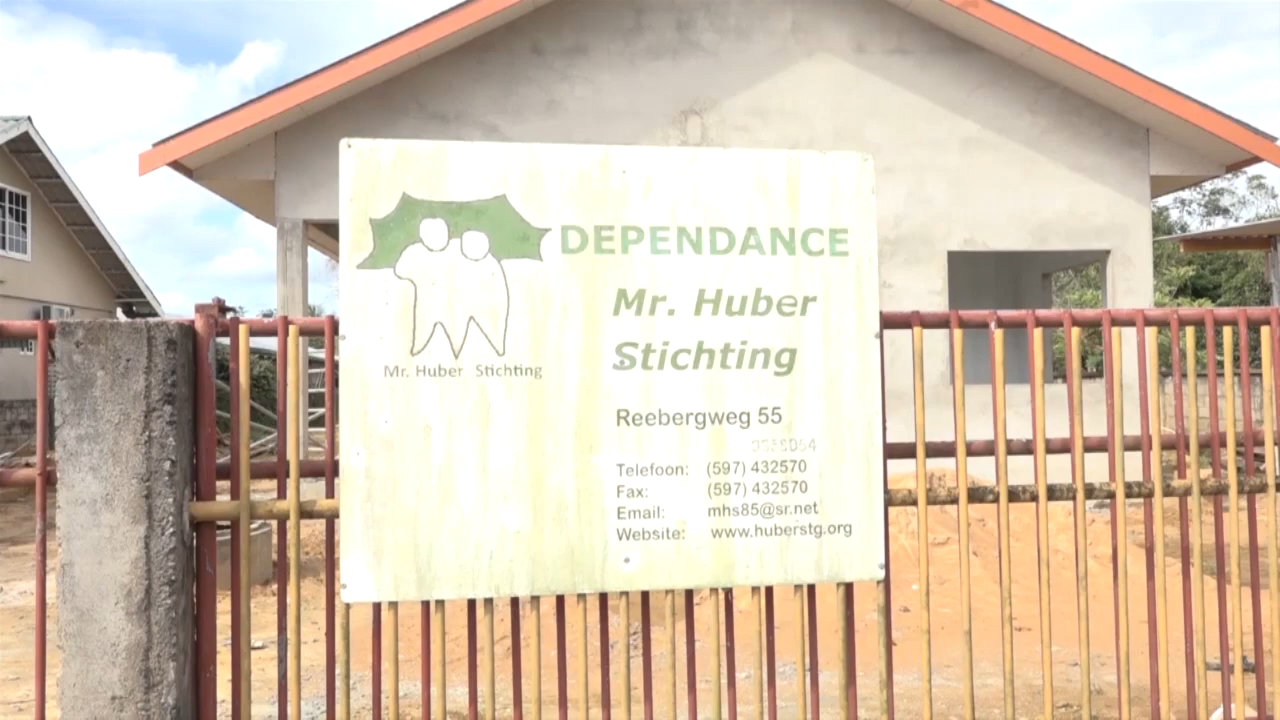 DEPENDANCE
Mr. Huber
Stichting
Mr. Huber Stichting
Reebergweg 55
Telefoon: (597) 432570
Fax: (597) 432570
Email: mhs85@sr.net
Website: www.huberstg.org